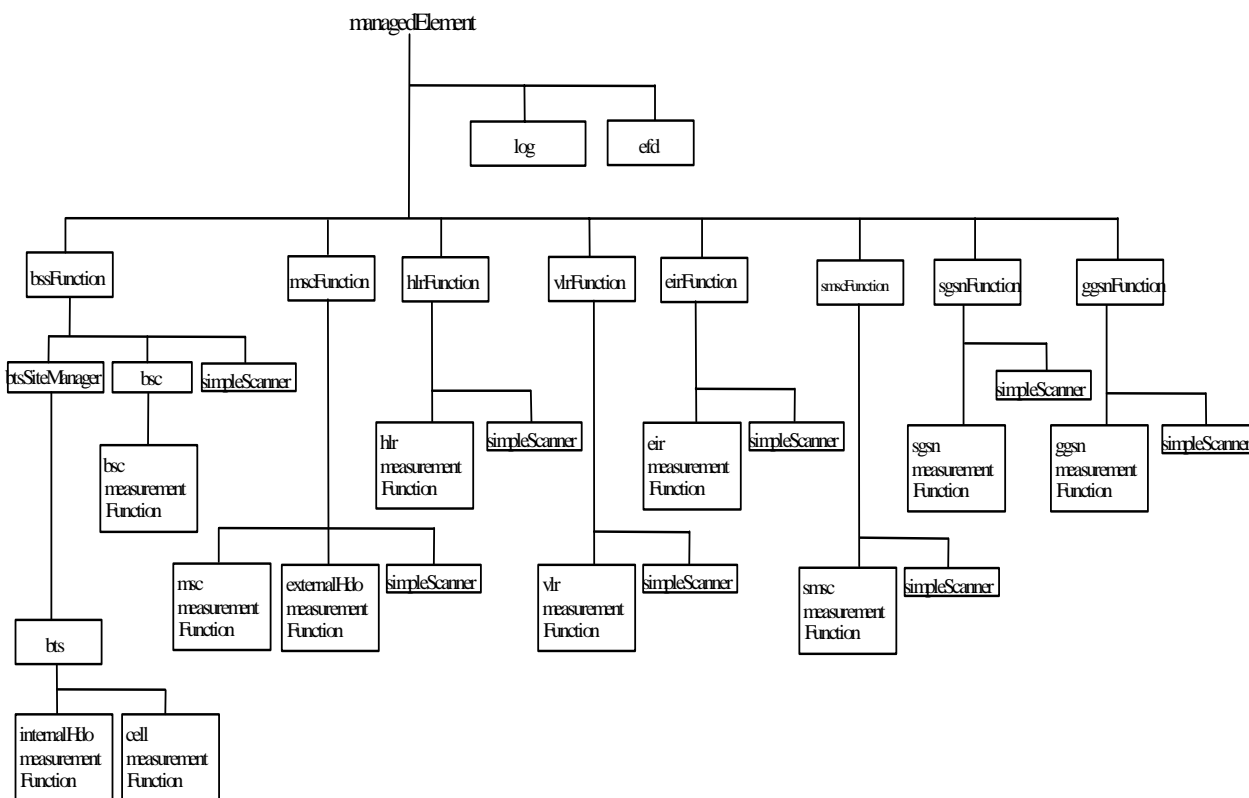 managedElement
log
efd
bssFunction
mscFunction
hlrFunction
vlrFunction
eirFunction
smscFunction
sgsnFunction
ggsnFunction
btsSiteManager
bsc
simpleScanner
bsc
measurement
Function
hlr
measurement
Function
simpleScanner
eir
measurement
Function
simpleScanner
simpleScanner
sgsn
measurement
Function
ggsn
measurement
Function
simpleScanner
msc
measurement
Function
externalHdo
measurement
Function
simpleScanner
vlr
measurement
Function
simpleScanner
smsc
measurement
Function
simpleScanner
bts
internalHdo
measurement
Function
cell
measurement
Function